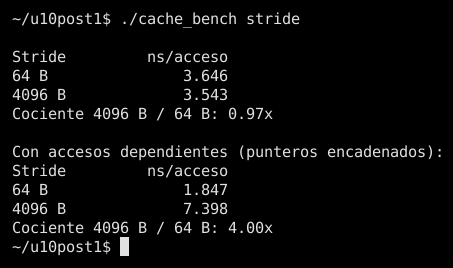 ~/u10post1$ ./cache_bench stride
Stride ns/acceso
64 B 3.646
4096 B 3.543
Cociente 4096 B / 64 B: 0.97x
Con accesos dependientes (punteros encadenados):
Stride ns/acceso
64 B 1.847
4096 B 7.398
Cociente 4096 B / 64 B: 4.00x
~/u10post1$